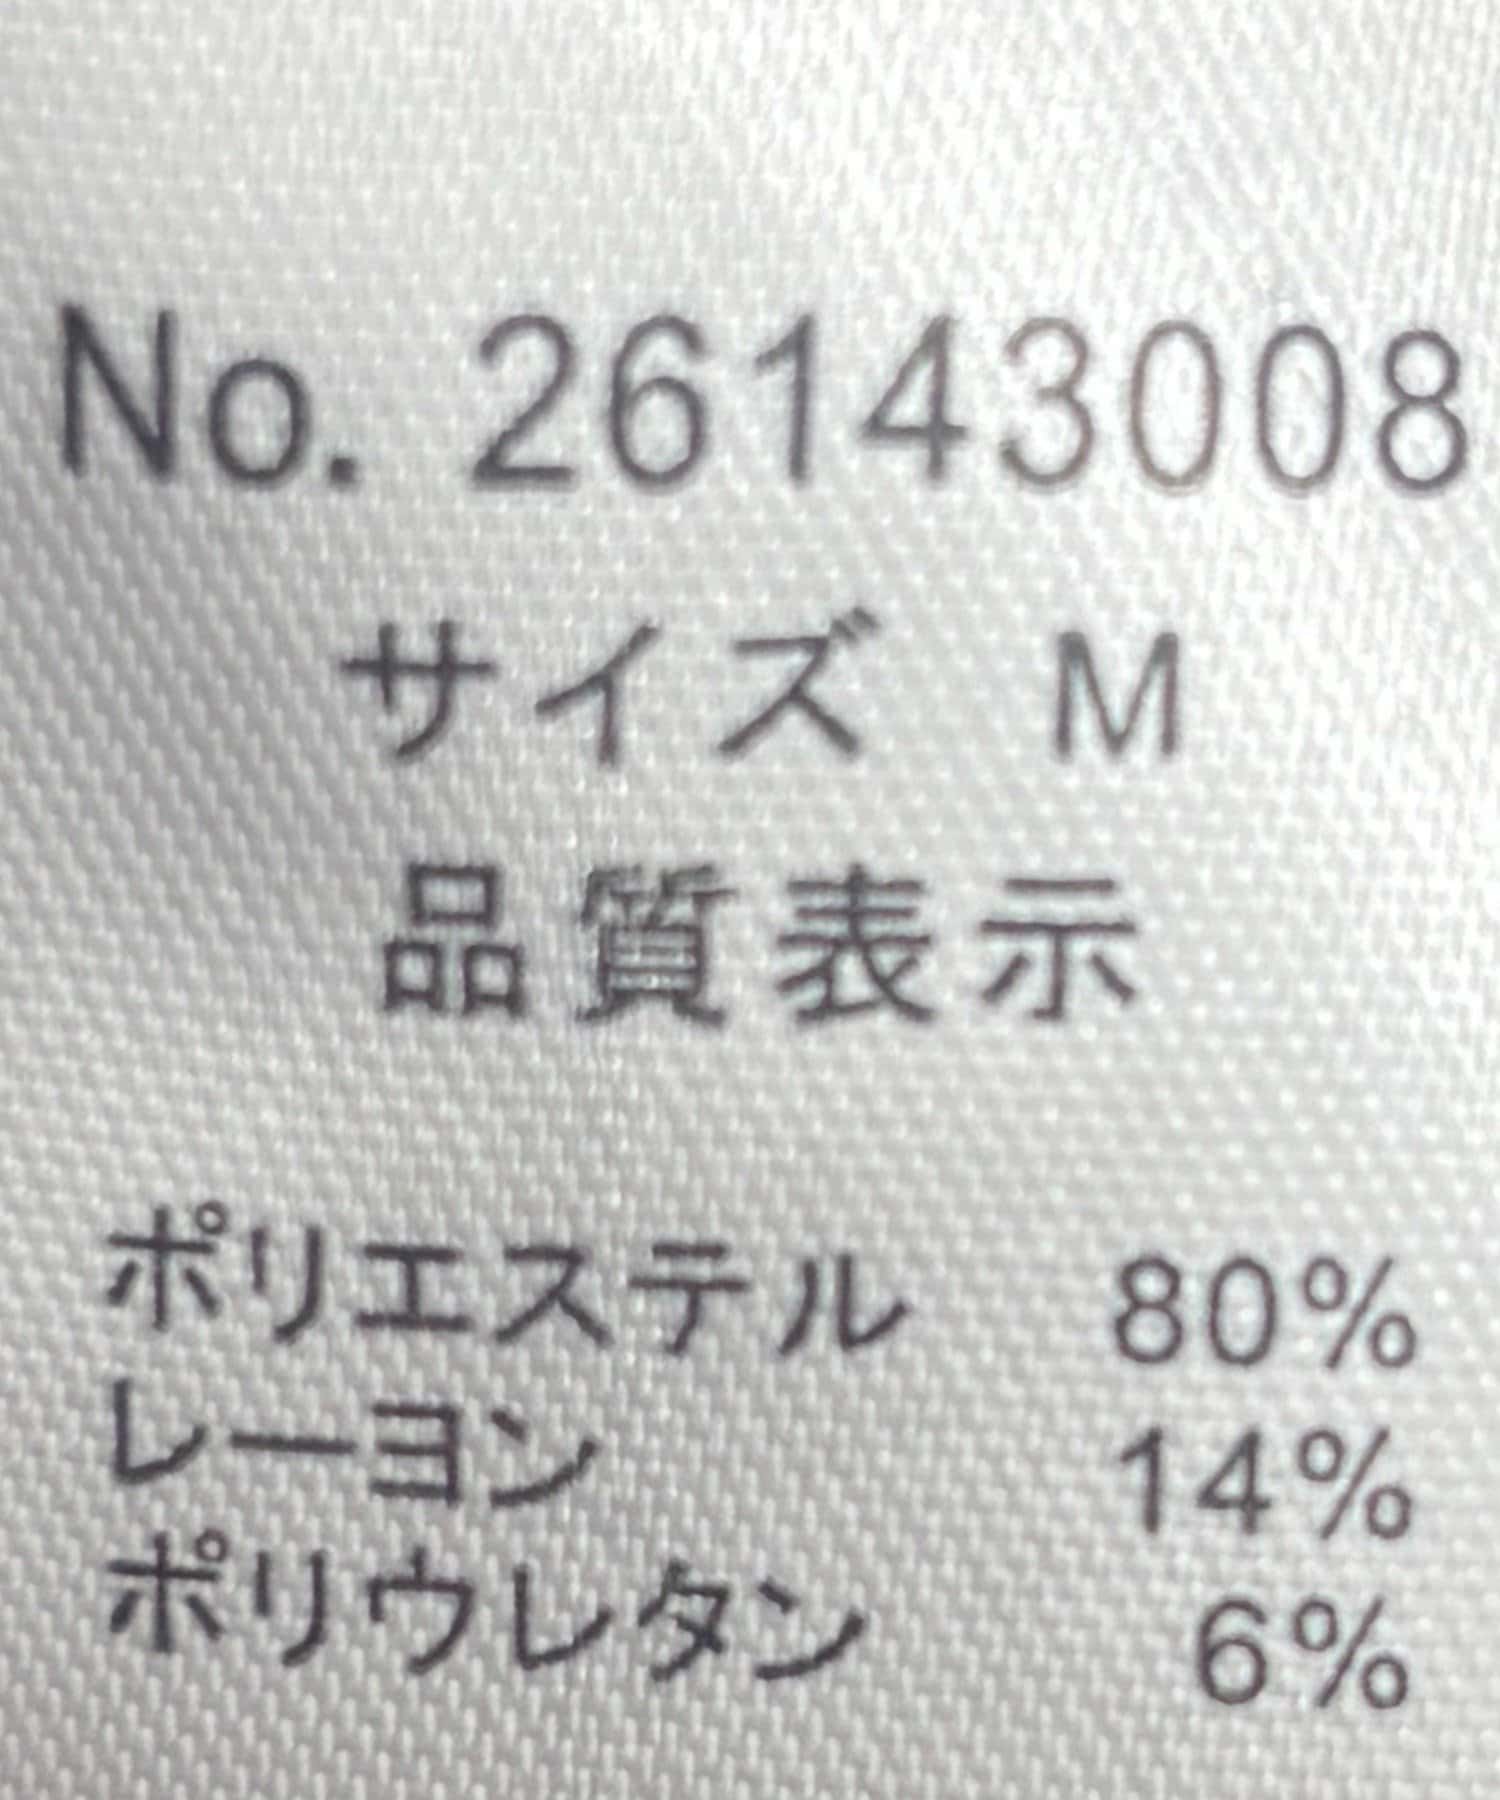 No. 26143008
サイズ M
品質表示
ポリエステル 80%
レーヨン 14%
ポリウレタン 6%